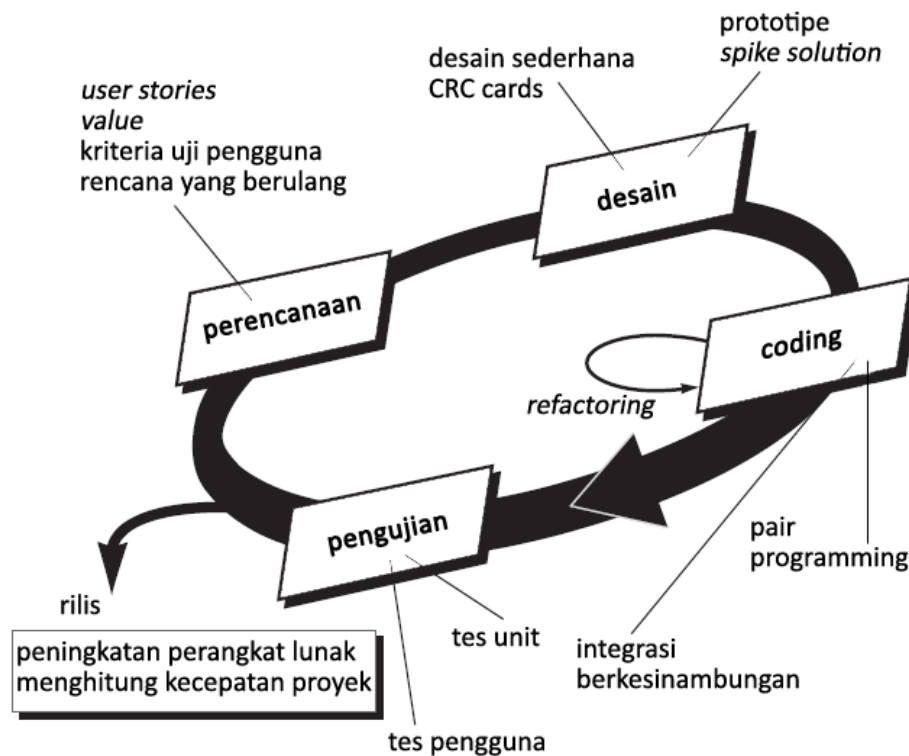 prototipe
spike solution
desain sederhana
CRC cards
user stories
value
kriteria uji pengguna
rencana yang berulang
desain
perencanaan
coding
refactoring
pengujian
pair
programming
rilis
tes unit
integrasi
berkesinambungan
peningkatan perangkat lunak
menghitung kecepatan proyek
tes pengguna